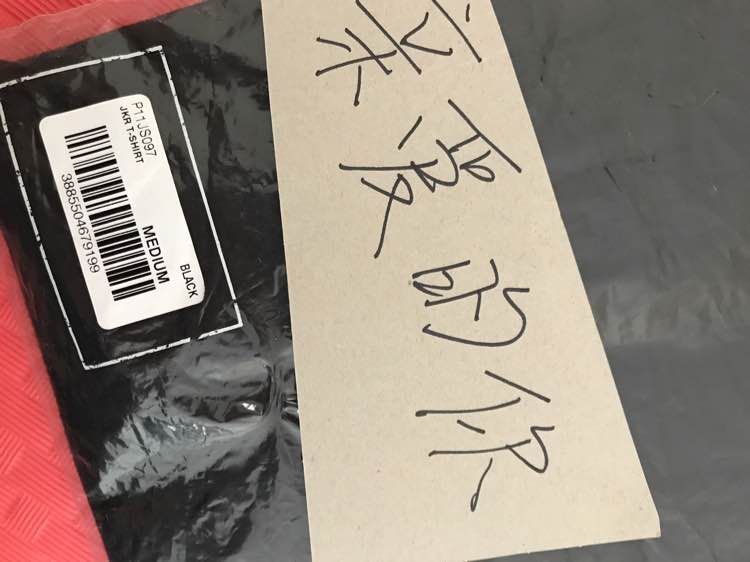 P11JS097 BLACK
JKR T-SHIRT
MEDIUM
3885504679199
亲爱的你